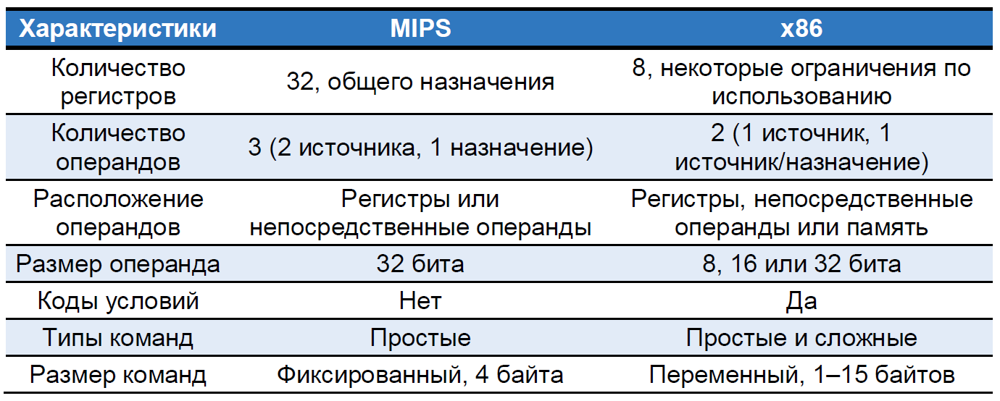 Характеристики MIPS x86
Количество регистров 32, общего назначения 8, некоторые ограничения по использованию
Количество операндов 3 (2 источника, 1 назначение) 2 (1 источник, 1 источник/назначение)
Расположение операндов Регистры или непосредственные операнды Регистры, непосредственные операнды или память
Размер операнда 32 бита 8, 16 или 32 бита
Коды условий Нет Да
Типы команд Простые Простые и сложные
Размер команд Фиксированный, 4 байта Переменный, 1–15 байтов